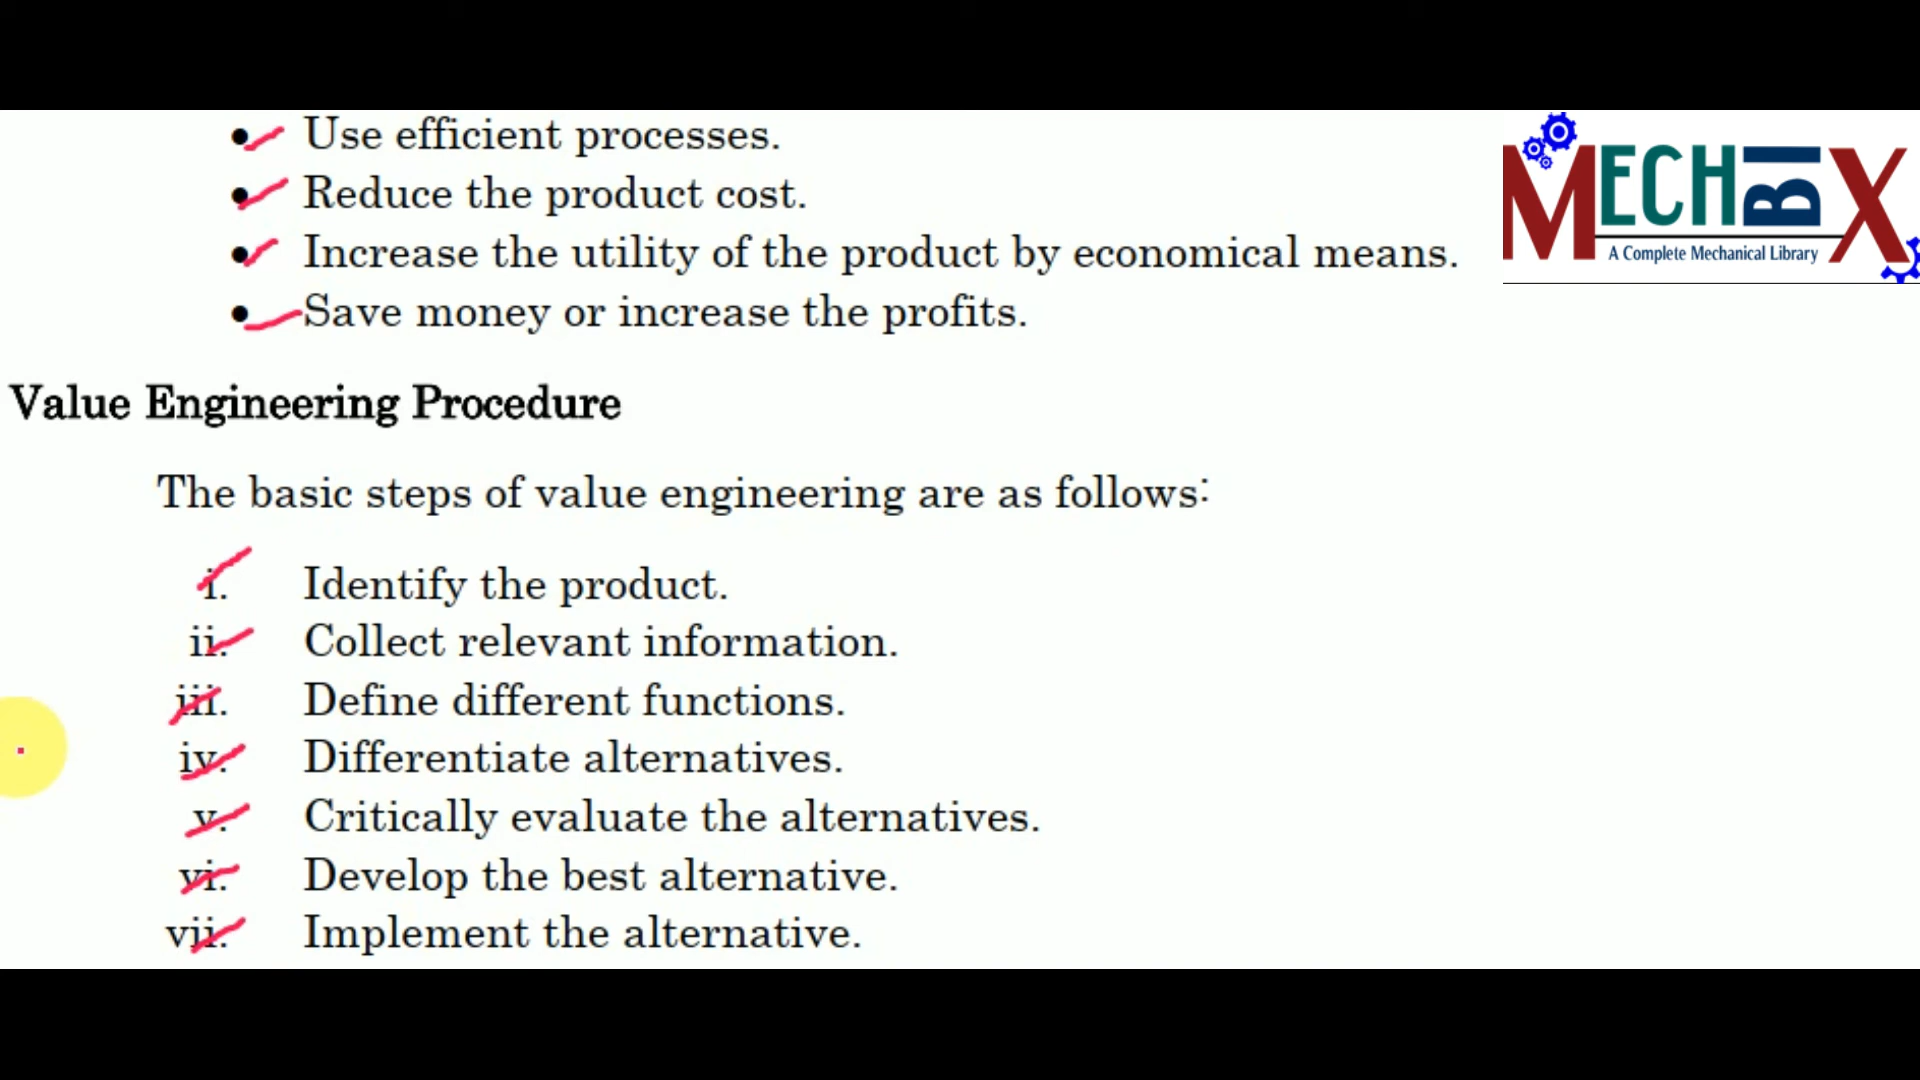 • Use efficient processes.
• Reduce the product cost.
• Increase the utility of the product by economical means.
• Save money or increase the profits.
MECHBIX
A Complete Mechanical Library
Value Engineering Procedure
The basic steps of value engineering are as follows:
i. Identify the product.
ii. Collect relevant information.
iii. Define different functions.
iv. Differentiate alternatives.
v. Critically evaluate the alternatives.
vi. Develop the best alternative.
vii. Implement the alternative.